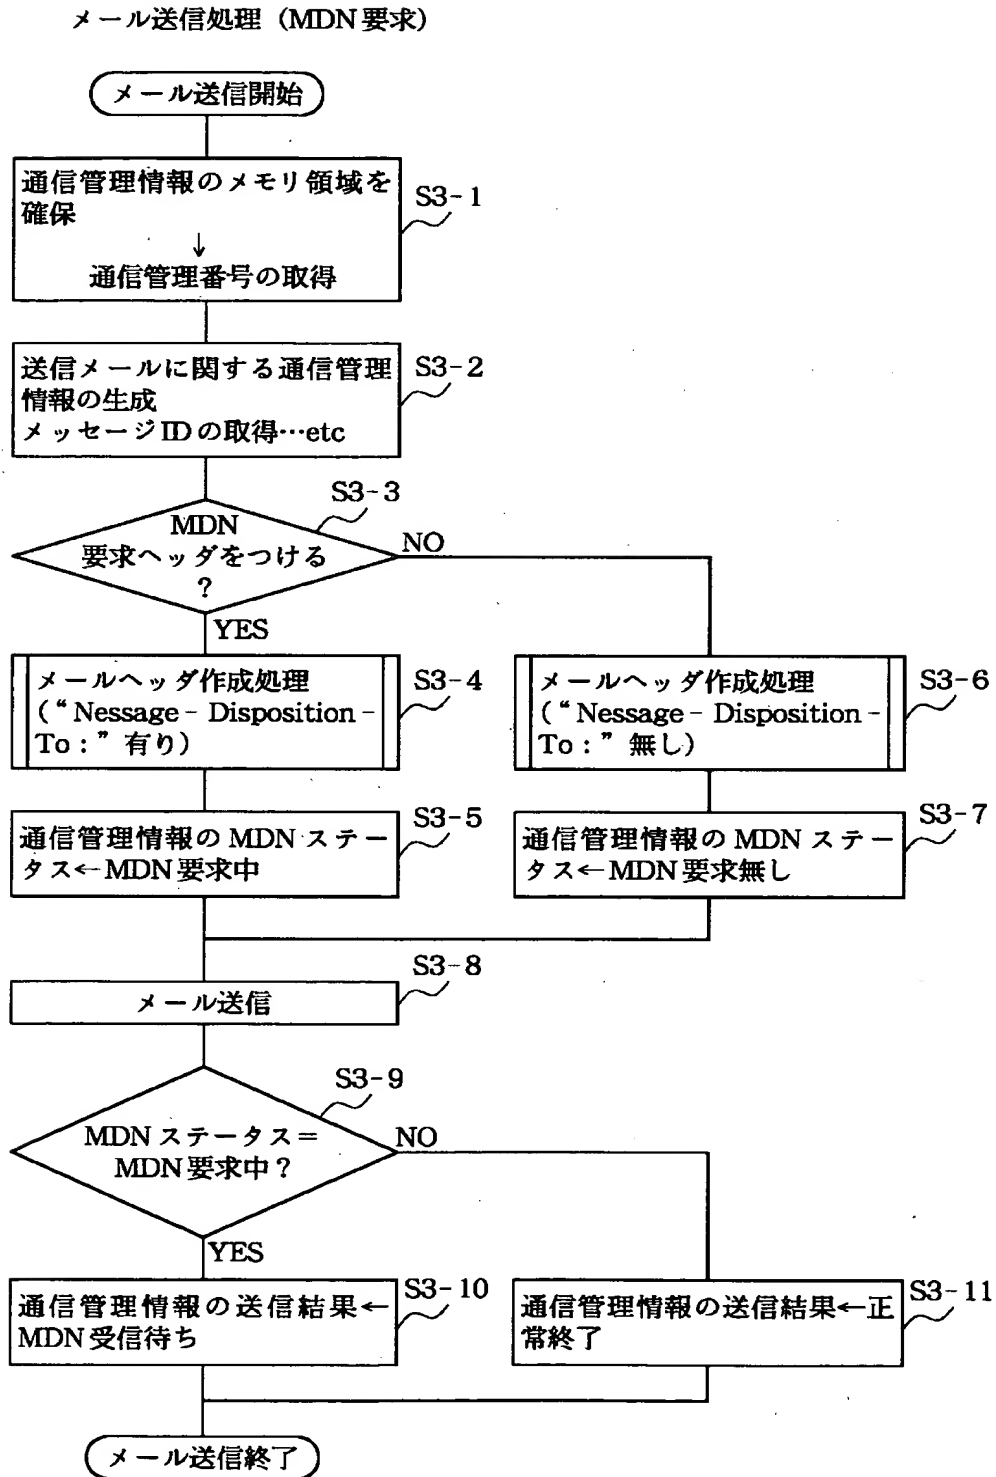 メール送信処理（MDN要求）
メール送信開始
通信管理情報のメモリ領域を
確保
↓
通信管理番号の取得
S3-1
送信メールに関する通信管理
情報の生成
メッセージIDの取得…etc
S3-2
S3-3
MDN
要求ヘッダをつける
?
NO
YES
メールヘッダ作成処理
(“Nessage-Disposition-
To:”有り)
S3-4
メールヘッダ作成処理
(“Nessage-Disposition-
To:”無し)
S3-6
通信管理情報のMDNステー
タス←MDN要求中
S3-5
通信管理情報のMDNステー
タス←MDN要求無し
S3-7
メール送信
S3-8
S3-9
MDNステータス=
MDN要求中?
NO
YES
通信管理情報の送信結果←
MDN受信待ち
S3-10
通信管理情報の送信結果←正
常終了
S3-11
メール送信終了